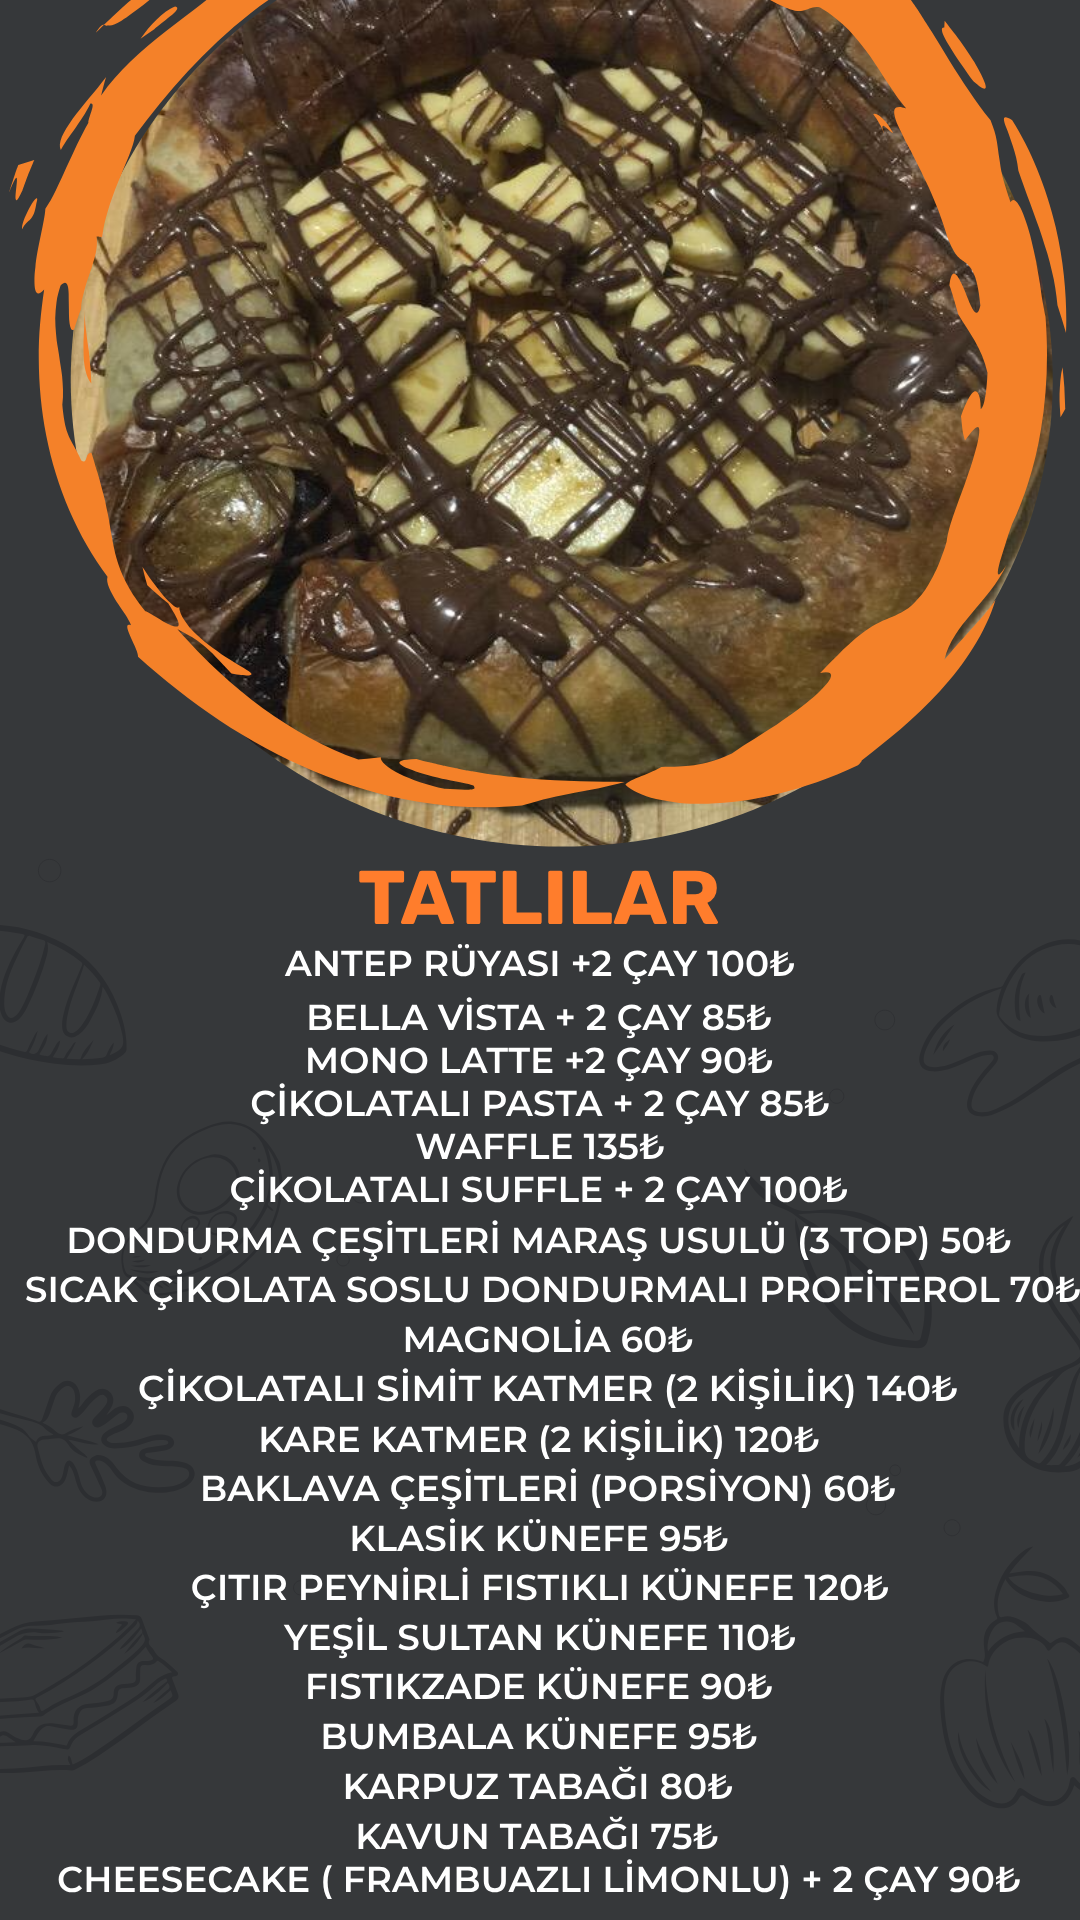 TATLILAR
ANTEP RÜYASI +2 ÇAY 100₺
BELLA VİSTA + 2 ÇAY 85₺
MONO LATTE +2 ÇAY 90₺
ÇİKOLATALI PASTA + 2 ÇAY 85₺
WAFFLE 135₺
ÇİKOLATALI SUFFLE + 2 ÇAY 100₺
DONDURMA ÇEŞİTLERİ MARAŞ USULÜ (3 TOP) 50₺
SICAK ÇİKOLATA SOSLU DONDURMALI PROFİTEROL 70₺
MAGNOLİA 60₺
ÇİKOLATALI SİMİT KATMER (2 KİŞİLİK) 140₺
KARE KATMER (2 KİŞİLİK) 120₺
BAKLAVA ÇEŞİTLERİ (PORSİYON) 60₺
KLASİK KÜNEFE 95₺
ÇITIR PEYNİRLİ FISTIKLI KÜNEFE 120₺
YEŞİL SULTAN KÜNEFE 110₺
FISTIKZADE KÜNEFE 90₺
BUMBALA KÜNEFE 95₺
KARPUZ TABAĞI 80₺
KAVUN TABAĞI 75₺
CHEESECAKE ( FRAMBUAZLI LİMONLU) + 2 ÇAY 90₺